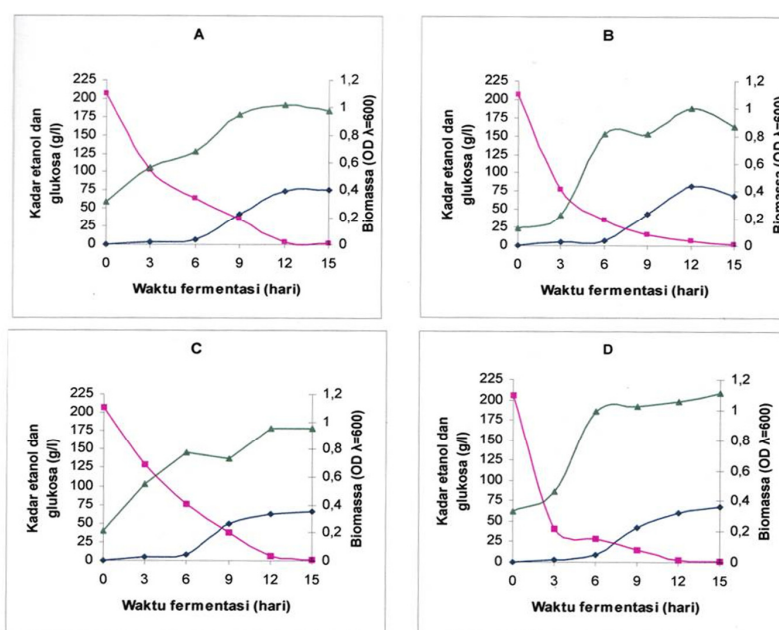 A
Kadar etanol dan
glukosa (g/l)
225
200
175
150
125
100
75
50
25
0
1,2
1
0,8
0,6
0,4
0,2
0
Biomassa (OD λ=600)
0 3 6 9 12 15
Waktu fermentasi (hari)
B
Kadar etanol dan
glukosa (g/l)
225
200
175
150
125
100
75
50
25
0
1,2
1
0,8
0,6
0,4
0,2
0
Biomassa (OD λ=600)
0 3 6 9 12 15
Waktu fermentasi (hari)
C
Kadar etanol dan
glukosa (g/l)
225
200
175
150
125
100
75
50
25
0
1,2
1
0,8
0,6
0,4
0,2
0
Biomassa (OD λ=600)
0 3 6 9 12 15
Waktu fermentasi (hari)
D
Kadar etanol dan
glukosa (g/l)
225
200
175
150
125
100
75
50
25
0
1,2
1
0,8
0,6
0,4
0,2
0
Biomassa (OD λ=600)
0 3 6 9 12 15
Waktu fermentasi (hari)